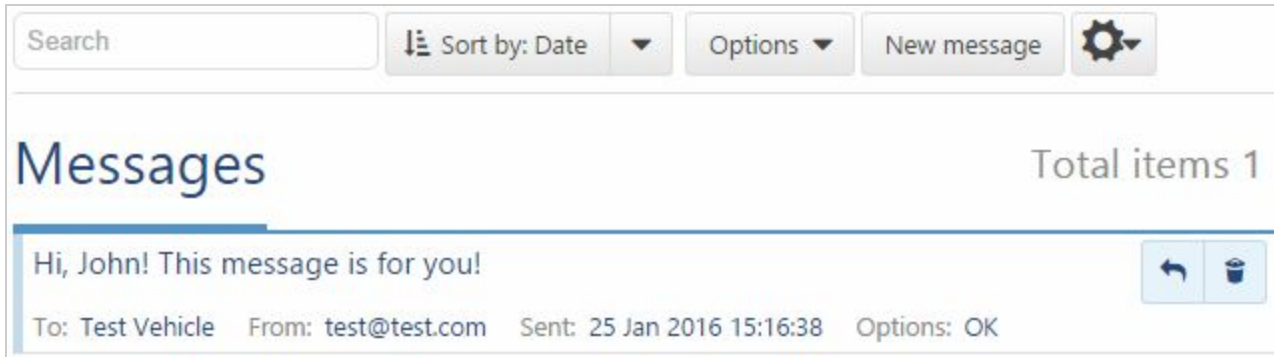 Search Sort by: Date Options New message
Messages Total items 1
Hi, John! This message is for you!
To: Test Vehicle From: test@test.com Sent: 25 Jan 2016 15:16:38 Options: OK